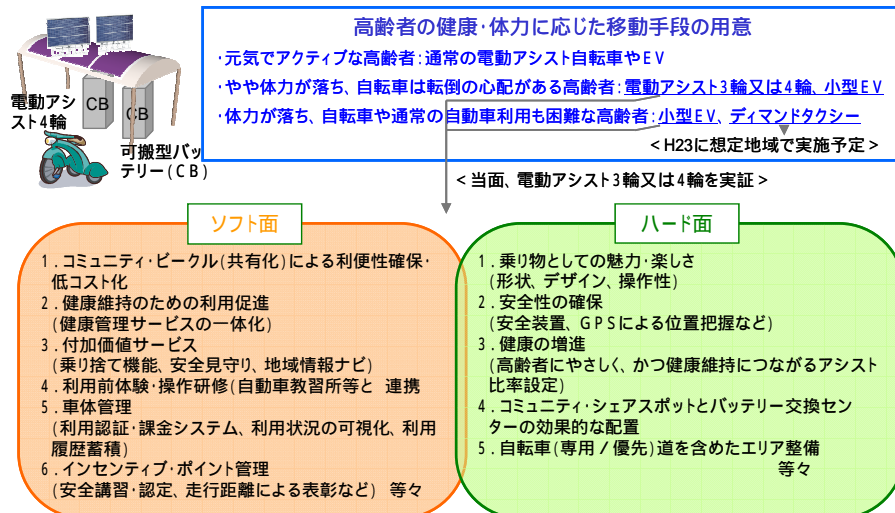 高齢者の健康・体力に応じた移動手段の用意
・元気でアクティブな高齢者：通常の電動アシスト自転車やＥＶ
・やや体力が落ち、自転車は転倒の心配がある高齢者：電動アシスト３輪又は４輪、小型ＥＶ
・体力が落ち、自転車や通常の自動車利用も困難な高齢者：小型ＥＶ、ディマンドタクシー
＜H23に想定地域で実施予定＞
CB
CB
電動アシ
スト４輪
可搬型バッ
テリー(CB)
＜当面、電動アシスト３輪又は４輪を実証＞
ソフト面
１．コミュニティ・ビークル(共有化)による利便性確保・
低コスト化
２．健康維持のための利用促進
(健康管理サービスの一体化)
３．付加価値サービス
(乗り捨て機能、安全見守り、地域情報ナビ)
４．利用前体験・操作研修(自動車教習所等と 連携
５．車体管理
(利用認証・課金システム、利用状況の可視化、利用
履歴蓄積)
６．インセンティブ・ポイント管理
(安全講習・認定、走行距離による表彰など) 等々
ハード面
１．乗り物としての魅力・楽しさ
(形状、デザイン、操作性)
２．安全性の確保
(安全装置、ＧＰＳによる位置把握など)
３．健康の増進
(高齢者にやさしく、かつ健康維持につながるアシスト
比率設定)
４．コミュニティ・シェアスポットとバッテリー交換セン
ターの効果的な配置
５．自転車(専用／優先)道を含めたエリア整備
等々